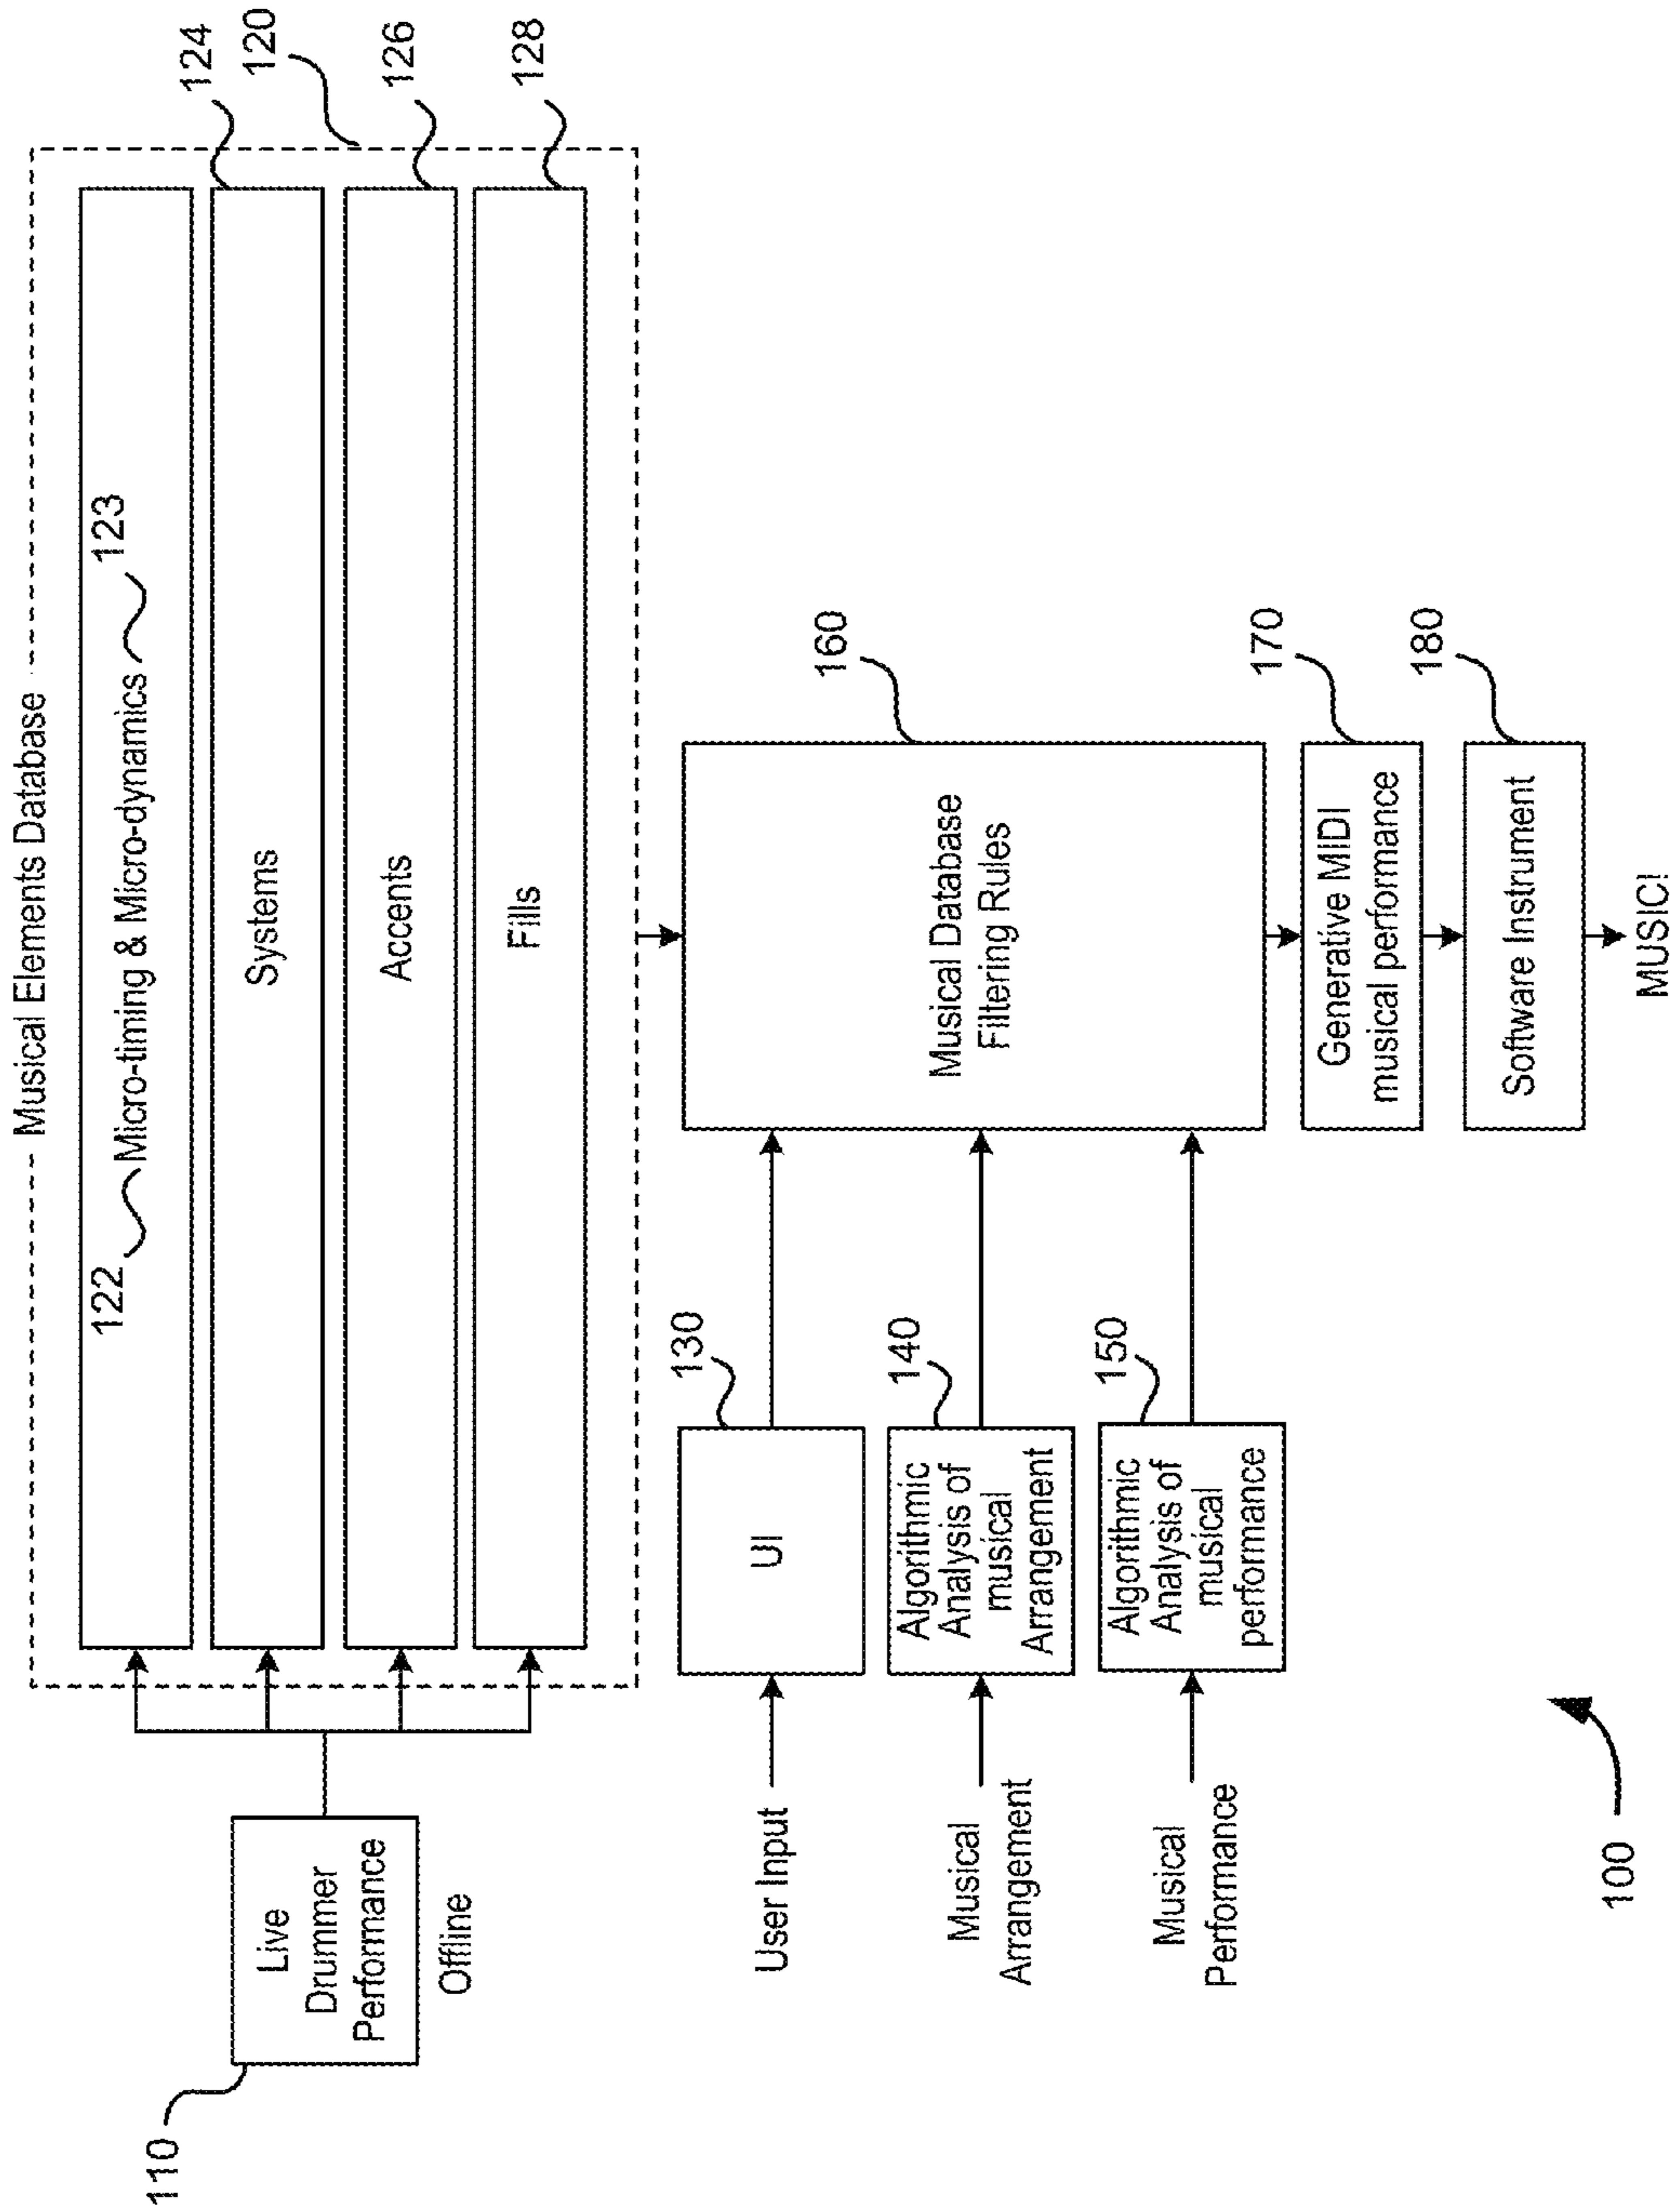 Musical Elements Database
110
Live
Drummer
Performance
Offline
122
Micro-timing & Micro-dynamics
123
Systems
124
120
Accents
126
Fills
128
User Input
UI
130
Musical
Arrangement
Algorithmic
Analysis of
musical
Arrangement
140
Musical
Performance
Algorithmic
Analysis of
musical
performance
150
Musical Database
Filtering Rules
160
Generative MIDI
musical performance
170
Software Instrument
180
MUSIC!
100